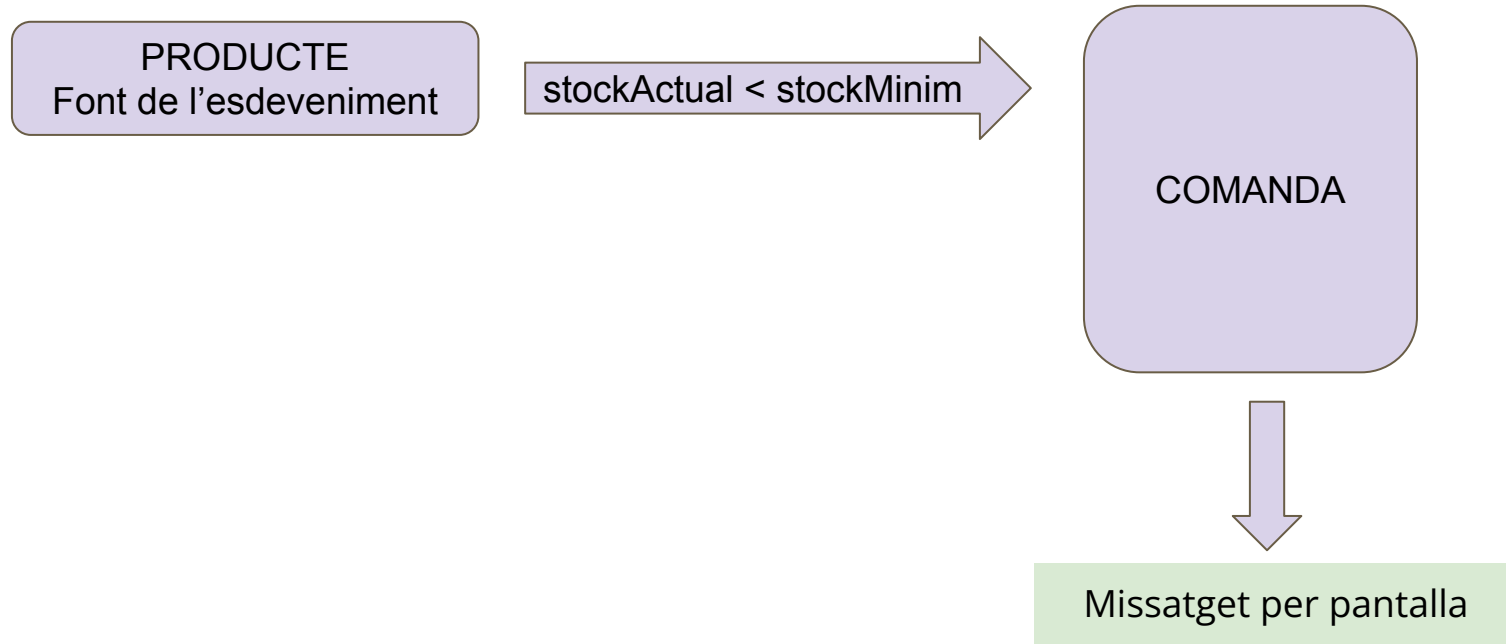 PRODUCTE
Font de l’esdeveniment
stockActual < stockMinim
COMANDA
Missatget per pantalla